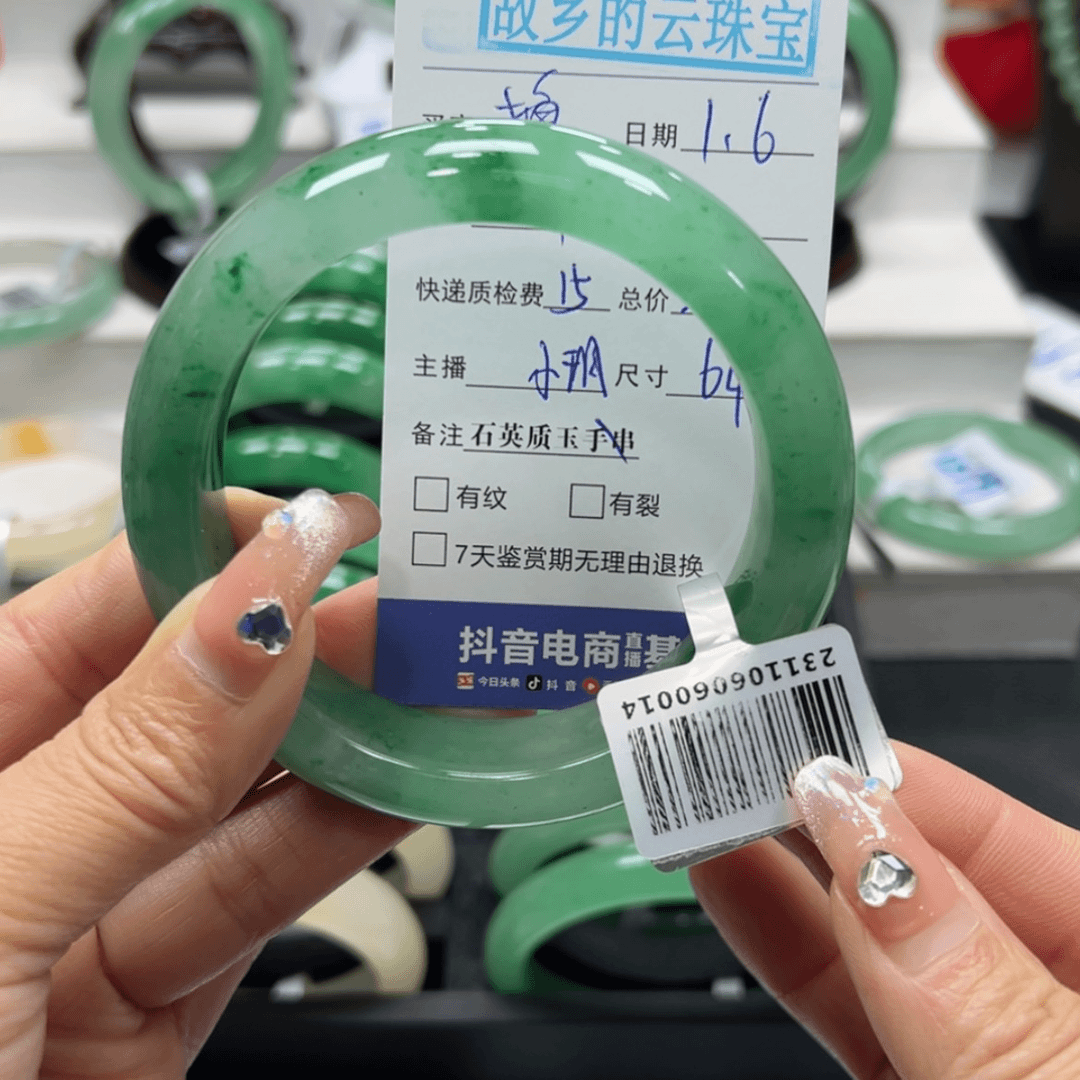 故乡的云珠宝
日期 1.6
快递质检费 15 总价
主播 小玥 尺寸 64
备注 石英质玉手串
有纹 有裂
7天鉴赏期无理由退换
抖音电商直播基
今日头条 抖音
231106060014